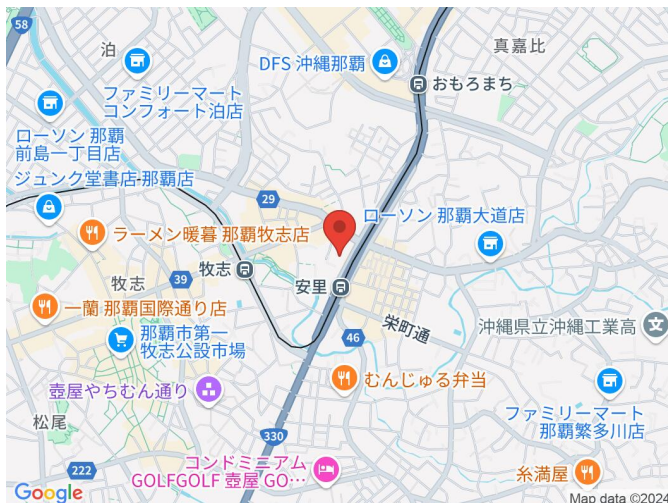 58
泊
真嘉比
DFS 沖縄那覇
おもろまち
ファミリーマート
コンフォート泊店
ローソン 那覇
前島一丁目店
ジュンク堂書店-那覇店
29
ローソン 那覇大道店
ラーメン暖暮 那覇牧志店
牧志
牧志
39
安里
一蘭 那覇国際通り店
46
栄町通
沖縄県立沖縄工業高
那覇市第一
牧志公設市場
むんじゅる弁当
壺屋やちむん通り
ファミリーマート
那覇繁多川店
松尾
330
222
コンドミニアム
GOLFGOLF 壺屋 GO…
糸満屋
Google
Map data ©2024